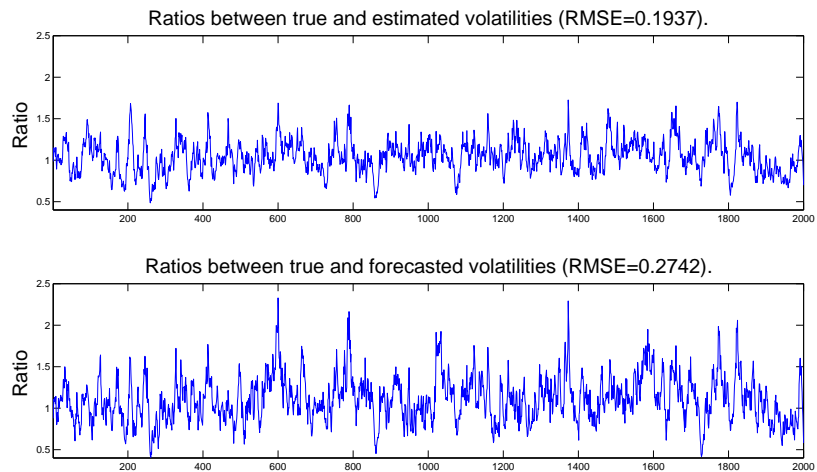 Ratios between true and estimated volatilities (RMSE=0.1937).
2.5
2
1.5
1
0.5
Ratio
200 400 600 800 1000 1200 1400 1600 1800 2000
Ratios between true and forecasted volatilities (RMSE=0.2742).
2.5
2
1.5
1
0.5
Ratio
200 400 600 800 1000 1200 1400 1600 1800 2000